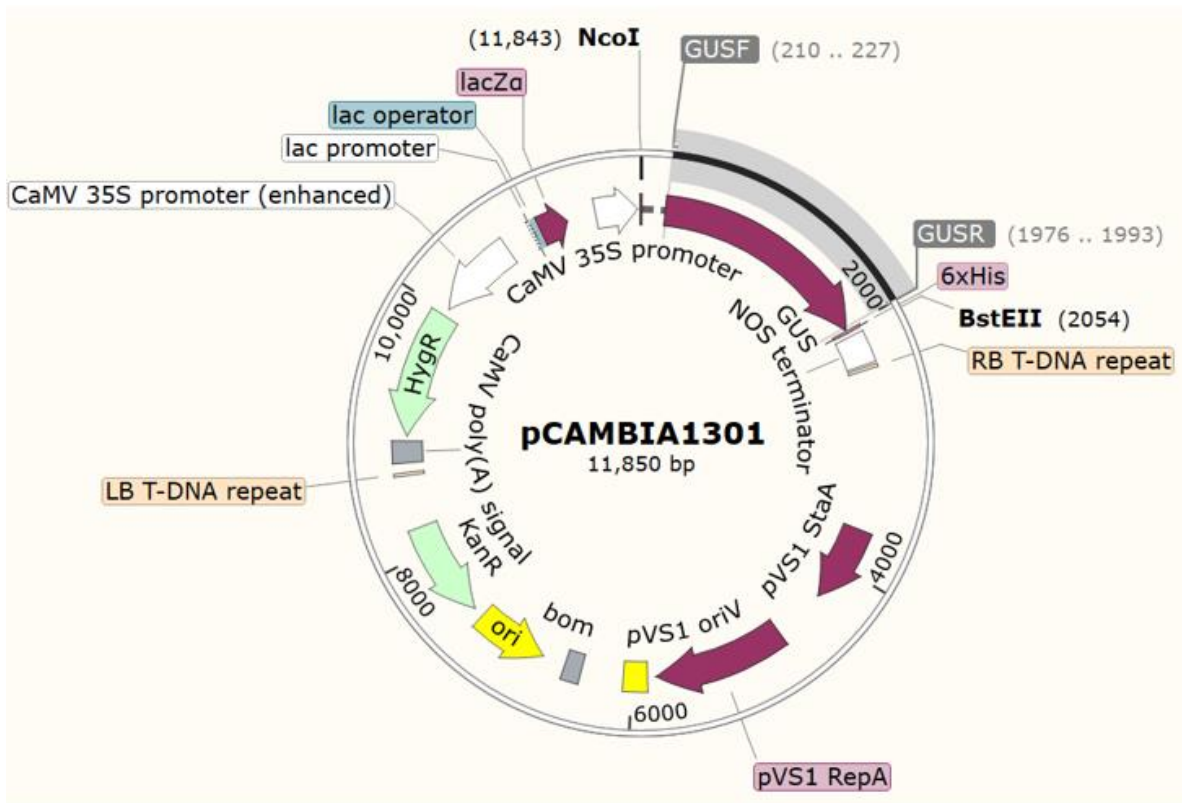 (11,843) NcoI
GUSF (210 .. 227)
lacZα
lac operator
lac promoter
CaMV 35S promoter (enhanced)
GUSR (1976 .. 1993)
6xHis
BstEII (2054)
RB T-DNA repeat
CaMV 35S promoter
2000
GUS
NOS terminator
10,000
HygR
CaMV poly(A) signal
pCAMBIA1301
11,850 bp
LB T-DNA repeat
KanR
8000
ori
bom
pVS1 oriV
pVS1 StaA
4000
6000
pVS1 RepA